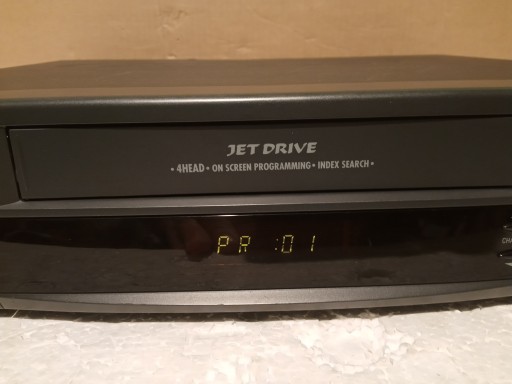 JET DRIVE
• 4HEAD • ON SCREEN PROGRAMMING • INDEX SEARCH •
PR :01